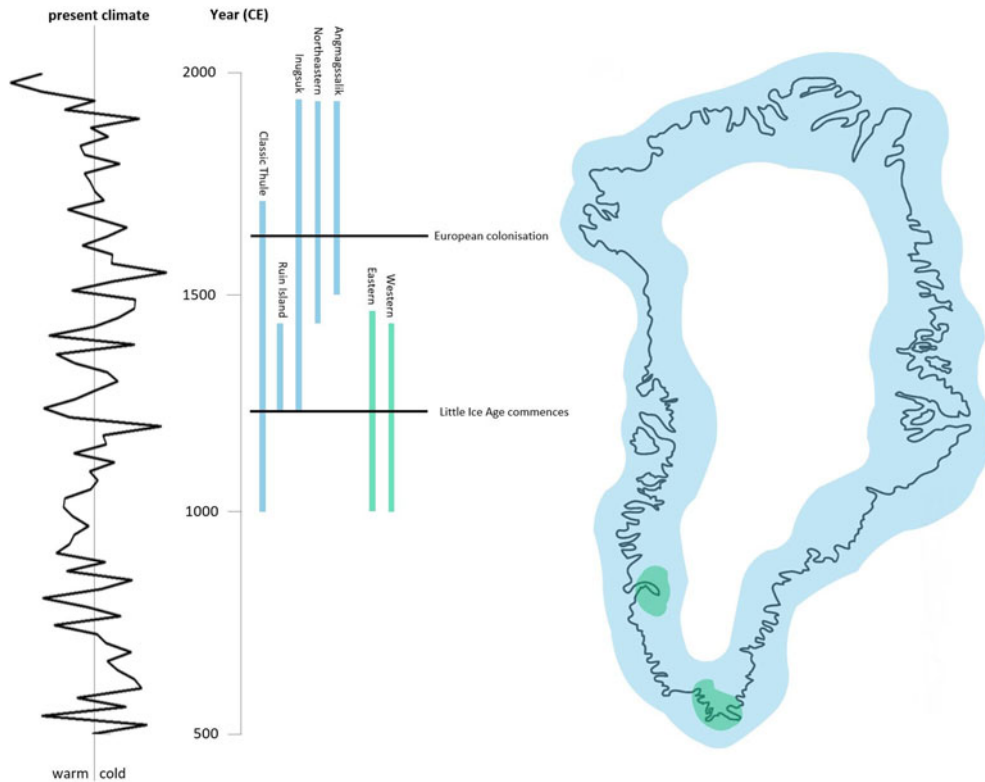 present climate
Year (CE)
2000
1500
1000
500
Classic Thule
Ruin Island
Inugsuk
Northeastern
Angmagssalik
Eastern
Western
European colonisation
Little Ice Age commences
warm cold